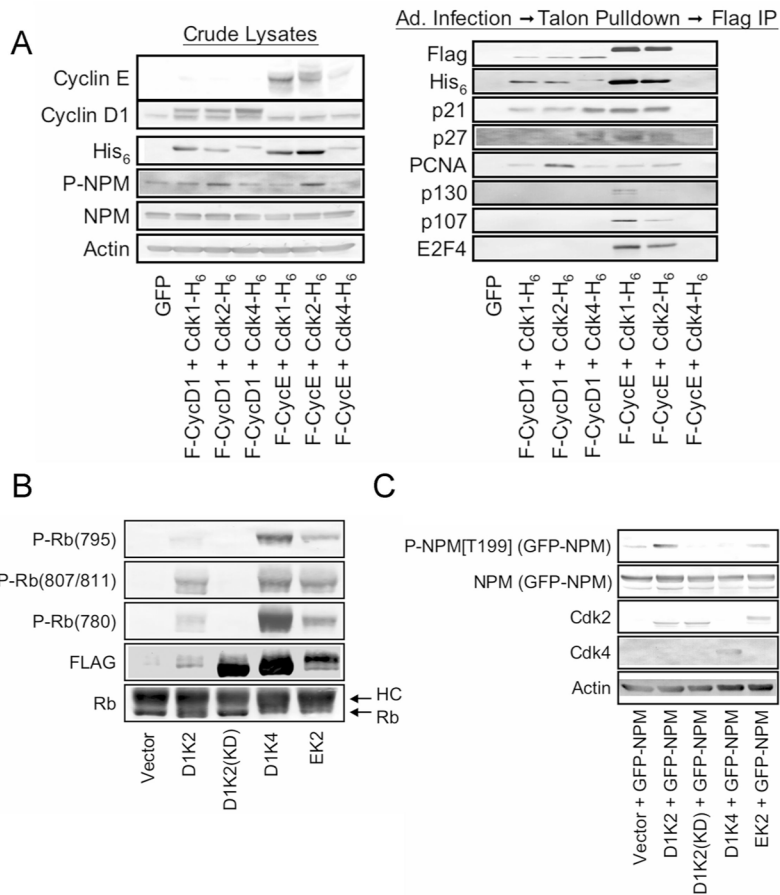 A
Crude Lysates
Cyclin E
Cyclin D1
His6
P-NPM
NPM
Actin
GFP
F-CycD1 + Cdk1-H6
F-CycD1 + Cdk2-H6
F-CycD1 + Cdk4-H6
F-CycE + Cdk1-H6
F-CycE + Cdk2-H6
F-CycE + Cdk4-H6
Ad. Infection → Talon Pulldown → Flag IP
Flag
His6
p21
p27
PCNA
p130
p107
E2F4
GFP
F-CycD1 + Cdk1-H6
F-CycD1 + Cdk2-H6
F-CycD1 + Cdk4-H6
F-CycE + Cdk1-H6
F-CycE + Cdk2-H6
F-CycE + Cdk4-H6
B
P-Rb(795)
P-Rb(807/811)
P-Rb(780)
FLAG
Rb
← HC
← Rb
Vector
D1K2
D1K2(KD)
D1K4
EK2
C
P-NPM[T199] (GFP-NPM)
NPM (GFP-NPM)
Cdk2
Cdk4
Actin
Vector + GFP-NPM
D1K2 + GFP-NPM
D1K2(KD) + GFP-NPM
D1K4 + GFP-NPM
EK2 + GFP-NPM